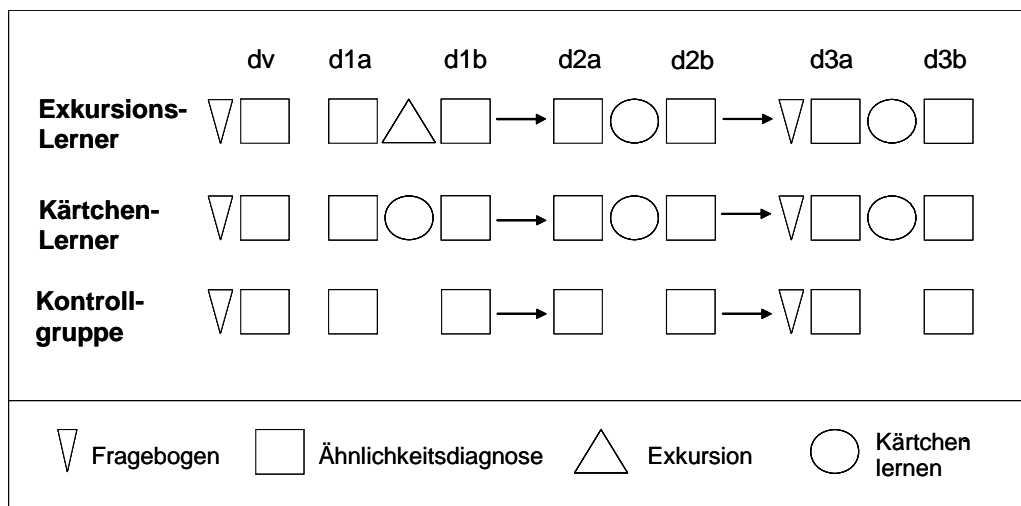 dv d1a d1b d2a d2b d3a d3b
Exkursions-
Lerner
Kärtchen-
Lerner
Kontroll-
gruppe
Fragebogen Ähnlichkeitsdiagnose Exkursion Kärtchen
lernen